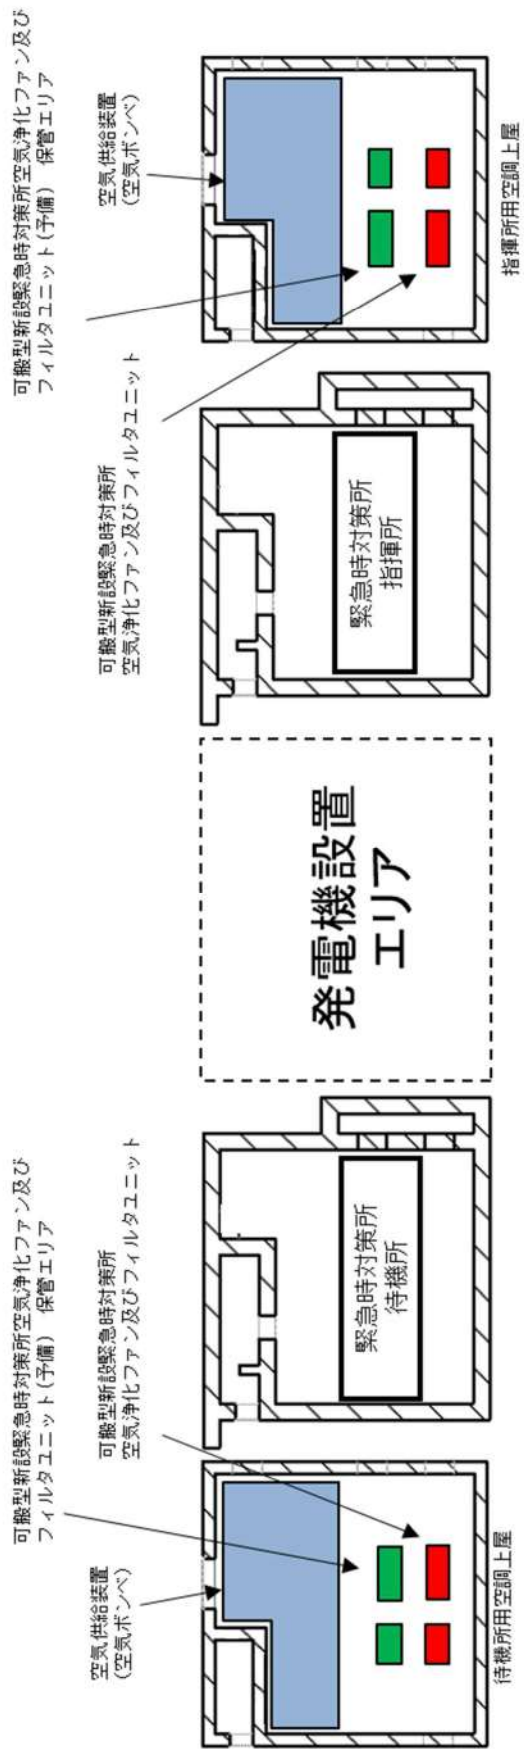 可搬型新設緊急時対策所空気浄化ファン及び
フィルタユニット(予備) 保管エリア
空気供給装置
(空気ボンベ)
可搬型新設緊急時対策所
空気浄化ファン及びフィルタユニット
待機所用空調上屋
緊急時対策所
待機所
発電機設置
エリア
可搬型新設緊急時対策所
空気浄化ファン及びフィルタユニット
緊急時対策所
指揮所
可搬型新設緊急時対策所空気浄化ファン及び
フィルタユニット(予備) 保管エリア
空気供給装置
(空気ボンベ)
指揮所用空調上屋